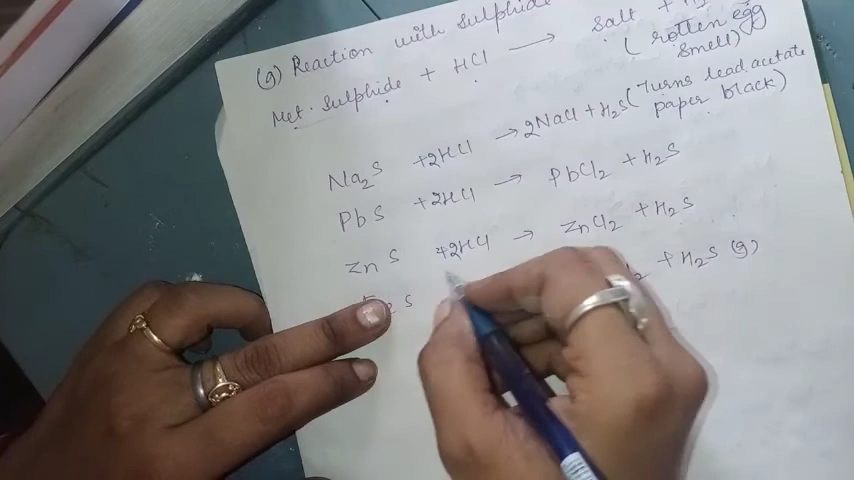 (g) Reaction with sulphide
Met. Sulphide + HCl ⟶ salt +
(rotten egg smell)
Na₂S + 2HCl → 2NaCl + H₂S (Turns lead acetate paper black)
PbS + 2HCl → PbCl₂ + H₂S
ZnS + 2HCl → ZnCl₂ + H₂S
S + H₂S (g)